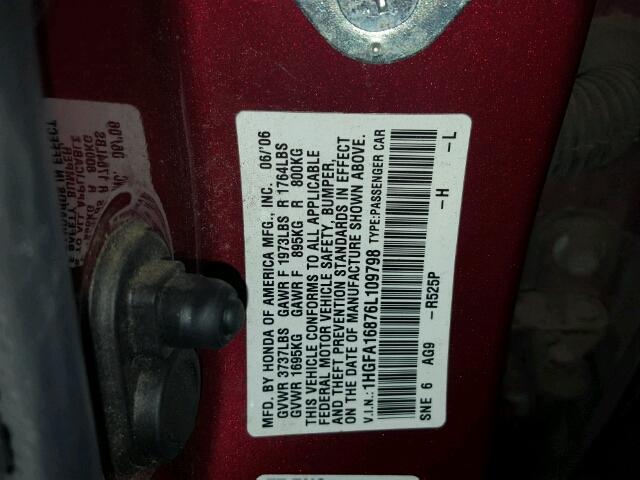 MFD. BY HONDA OF AMERICA MFG., INC. 06/'06
GVWR 3737LBS GAWR F 1973LBS R 1764LBS
GVWR 1695KG GAWR F 895KG R 800KG
THIS VEHICLE CONFORMS TO ALL APPLICABLE
FEDERAL MOTOR VEHICLE SAFETY, BUMPER,
AND THEFT PREVENTION STANDARDS IN EFFECT
ON THE DATE OF MANUFACTURE SHOWN ABOVE.
V.I.N.: 1HGFA16876L109798 TYPE:PASSENGER CAR
SNE 6 AG9 -R525P -H -L